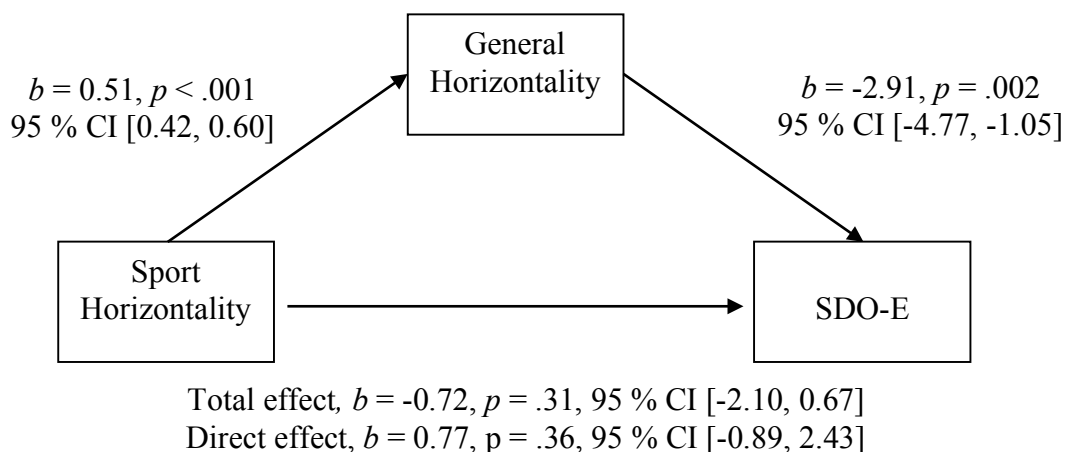 General
Horizontality
b = 0.51, p < .001
95 % CI [0.42, 0.60]
b = -2.91, p = .002
95 % CI [-4.77, -1.05]
Sport
Horizontality
SDO-E
Total effect, b = -0.72, p = .31, 95 % CI [-2.10, 0.67]
Direct effect, b = 0.77, p = .36, 95 % CI [-0.89, 2.43]